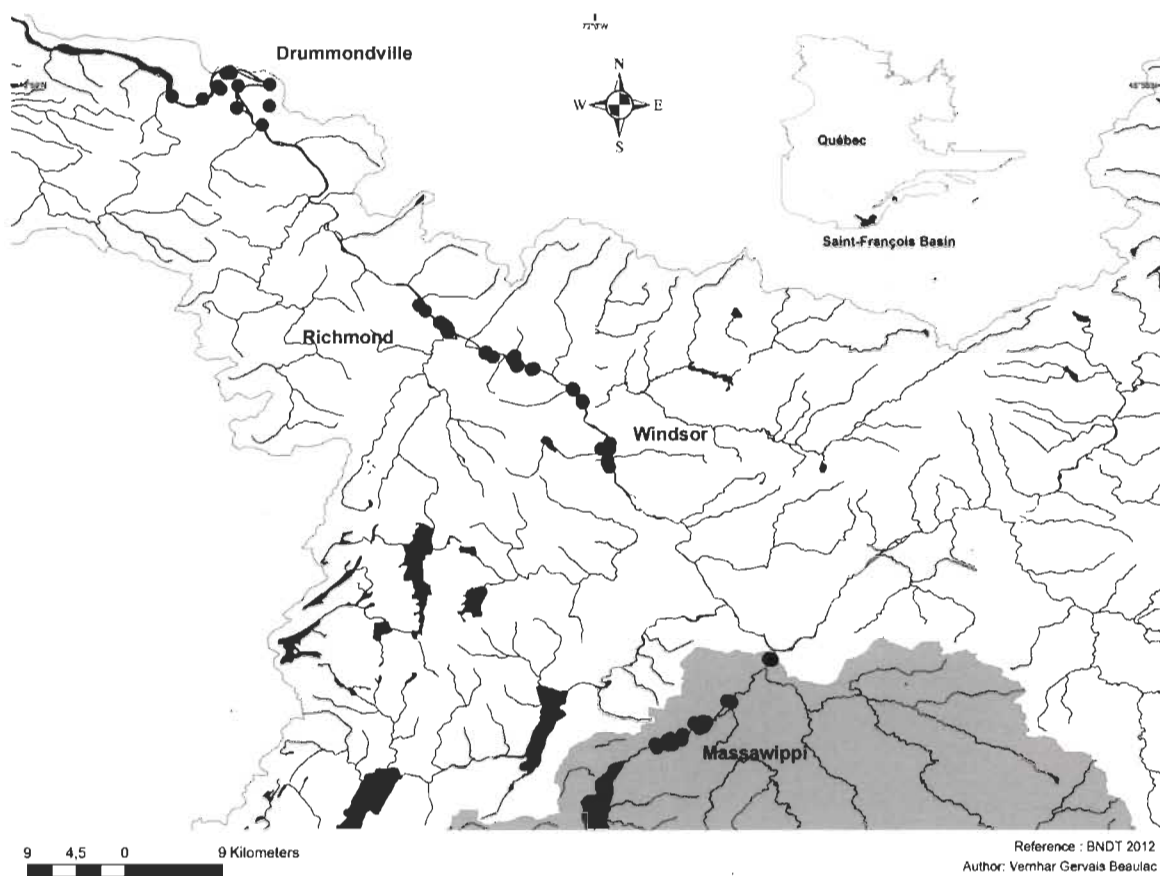 Drummondville
N
W E
S
Québec
Saint-François Basin
Richmond
Windsor
Massawippi
9 4,5 0 9 Kilometers
Reference : BNDT 2012
Author: Vernhar Gervais Beaulac